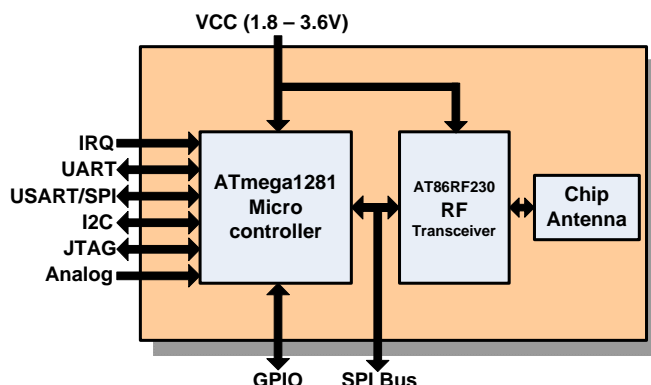 VCC (1.8 – 3.6V)
IRQ
UART
USART/SPI
I2C
JTAG
Analog
ATmega1281
Micro
controller
AT86RF230
RF
Transceiver
Chip
Antenna
GPIO
SPI Bus